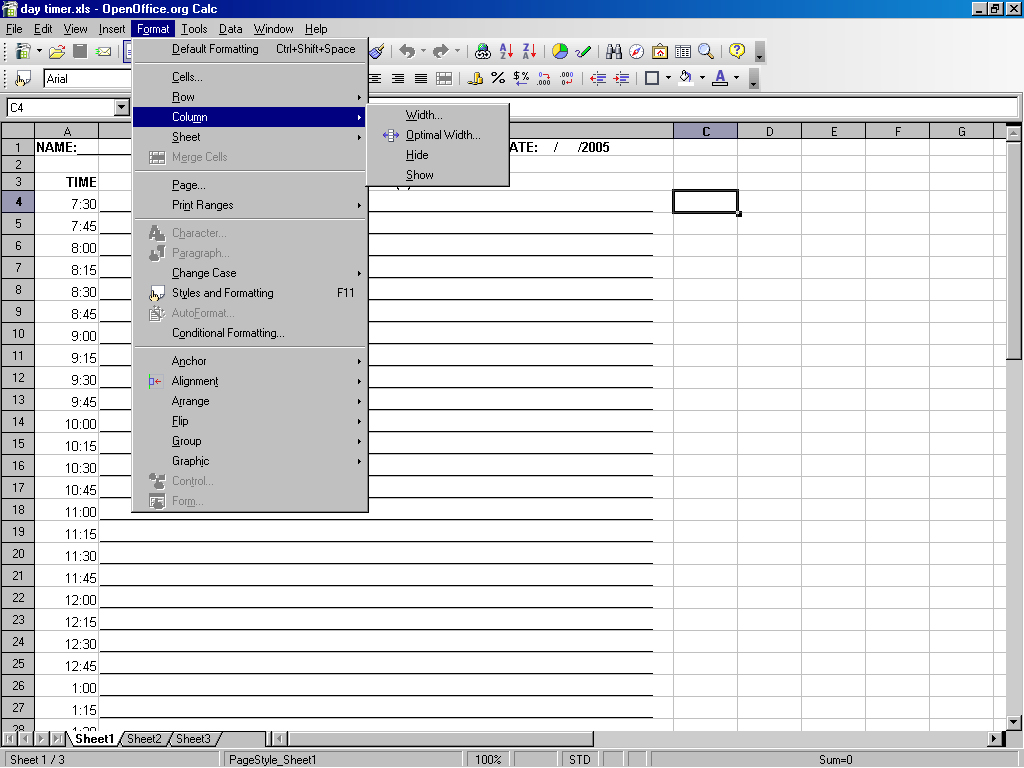 day timer.xls - OpenOffice.org Calc
File Edit View Insert Format Tools Data Window Help
Default Formatting Ctrl+Shift+Space
Cells...
Row
Column
Sheet
Merge Cells
Page...
Print Ranges
Character...
Paragraph...
Change Case
Styles and Formatting F11
AutoFormat...
Conditional Formatting...
Anchor
Alignment
Arrange
Flip
Group
Graphic
Control...
Form...
Width...
Optimal Width...
Hide
Show
Arial
C4
A C D E F G
1 NAME:___ ATE: / /2005
2
3 TIME
4 7:30
5 7:45
6 8:00
7 8:15
8 8:30
9 8:45
10 9:00
11 9:15
12 9:30
13 9:45
14 10:00
15 10:15
16 10:30
17 10:45
18 11:00
19 11:15
20 11:30
21 11:45
22 12:00
23 12:15
24 12:30
25 12:45
26 1:00
27 1:15
28 1:30
Sheet1 Sheet2 Sheet3
Sheet 1 / 3 PageStyle_Sheet1 100% STD Sum=0